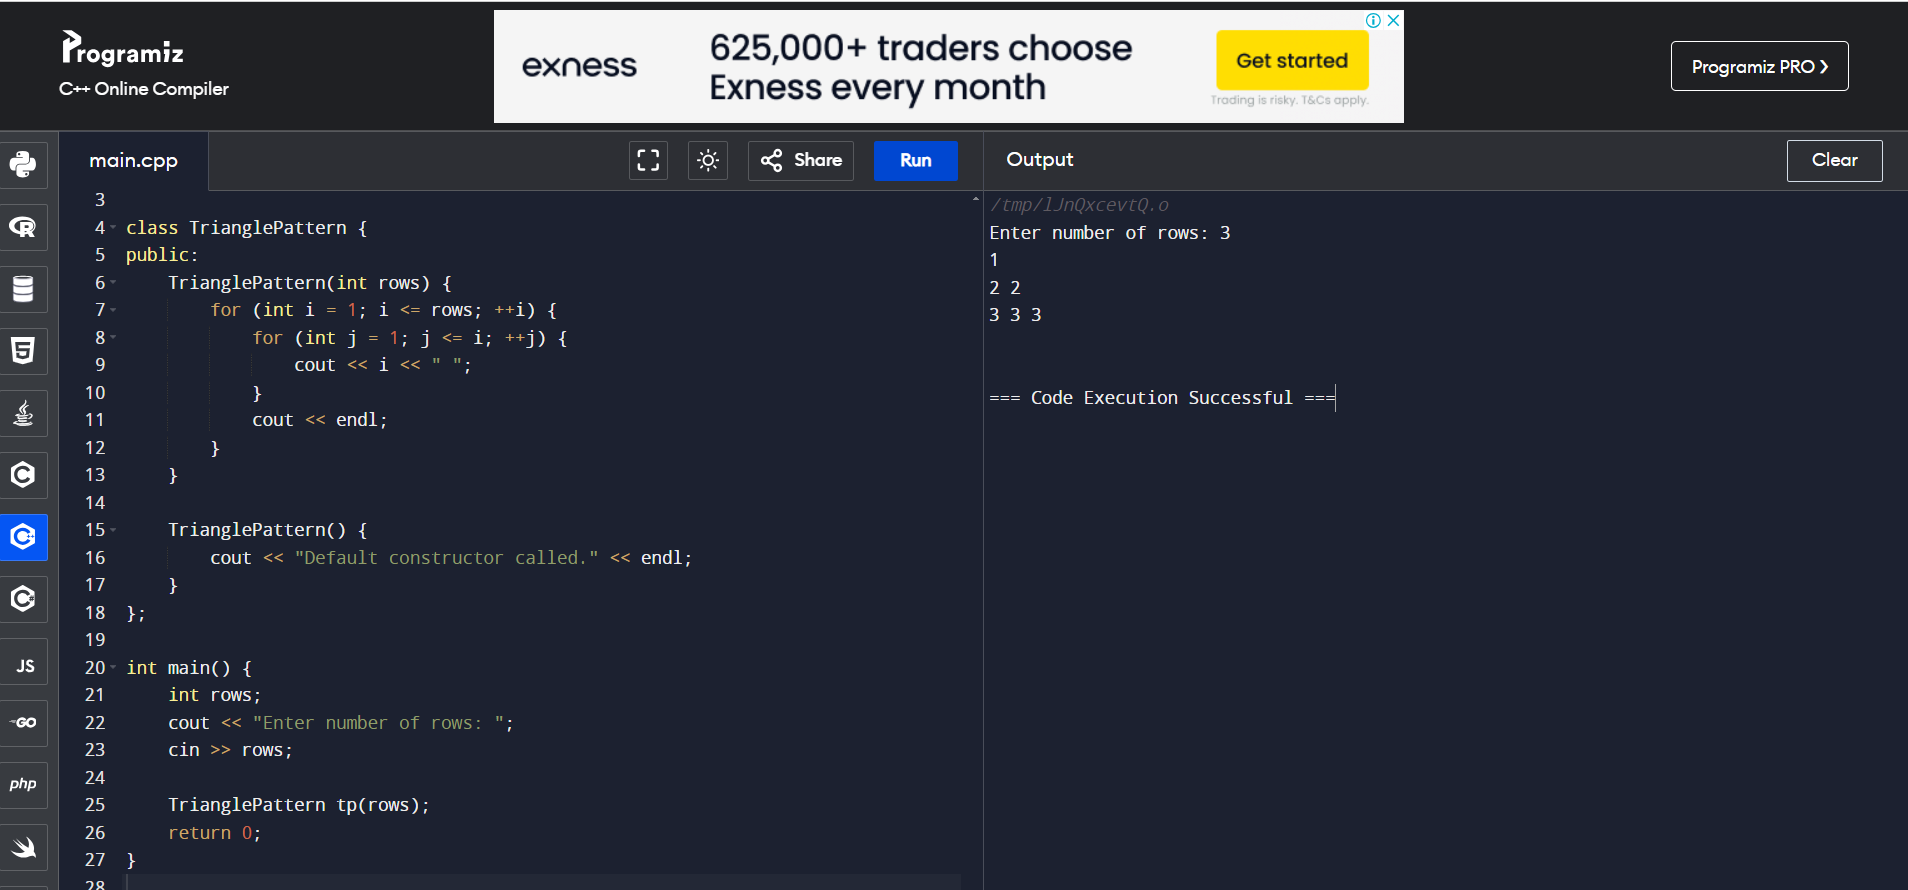 Programiz
C++ Online Compiler
exness
625,000+ traders choose
Exness every month
Get started
Trading is risky. T&Cs apply.
Programiz PRO ❯
main.cpp
Share
Run
Output
Clear
3
4 class TrianglePattern {
5 public:
6     TrianglePattern(int rows) {
7         for (int i = 1; i <= rows; ++i) {
8             for (int j = 1; j <= i; ++j) {
9                 cout << i << " ";
10             }
11             cout << endl;
12         }
13     }
14
15     TrianglePattern() {
16         cout << "Default constructor called." << endl;
17     }
18 };
19
20 int main() {
21     int rows;
22     cout << "Enter number of rows: ";
23     cin >> rows;
24
25     TrianglePattern tp(rows);
26     return 0;
27 }
28
/tmp/lJnQxcevtQ.o
Enter number of rows: 3
1
2 2
3 3 3
=== Code Execution Successful ===
R
5
C
C++
C#
JS
GO
php